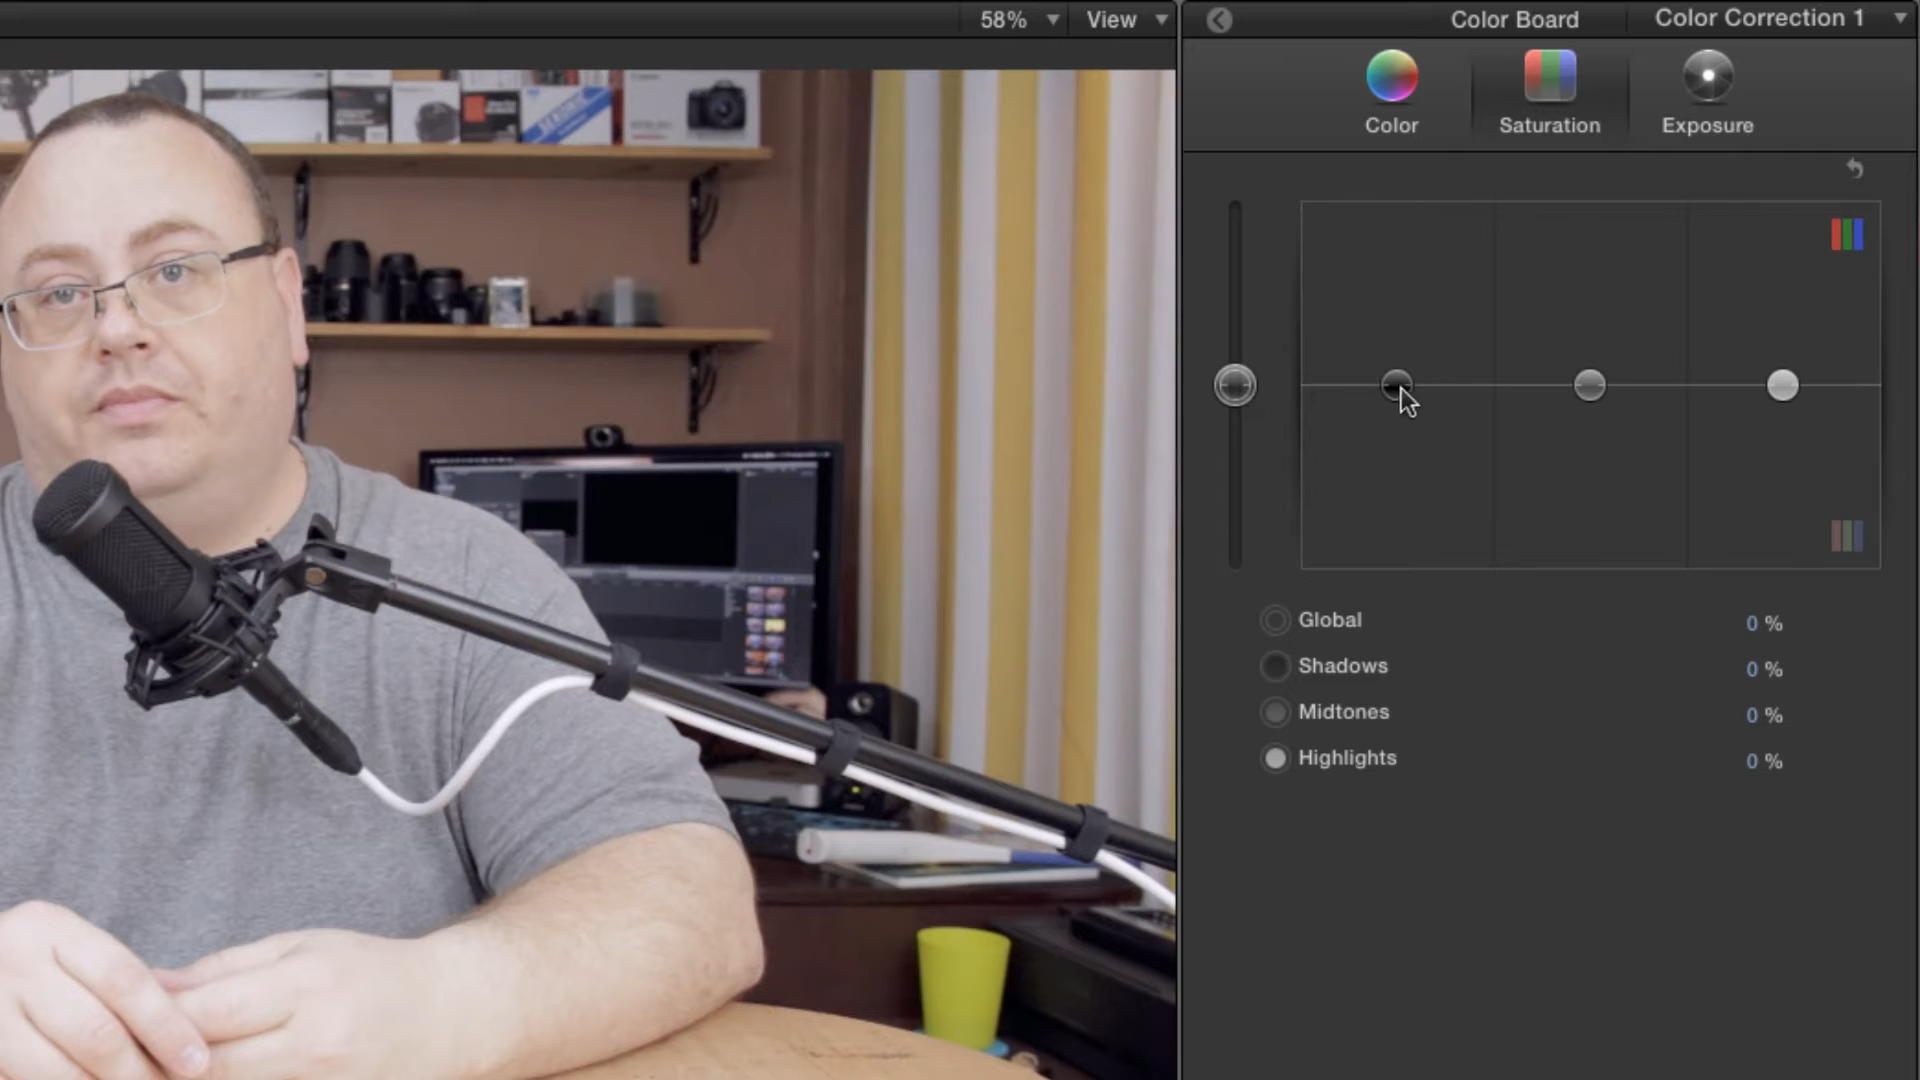 58% View Color Board Color Correction 1
Color Saturation Exposure
Global 0 %
Shadows 0 %
Midtones 0 %
Highlights 0 %